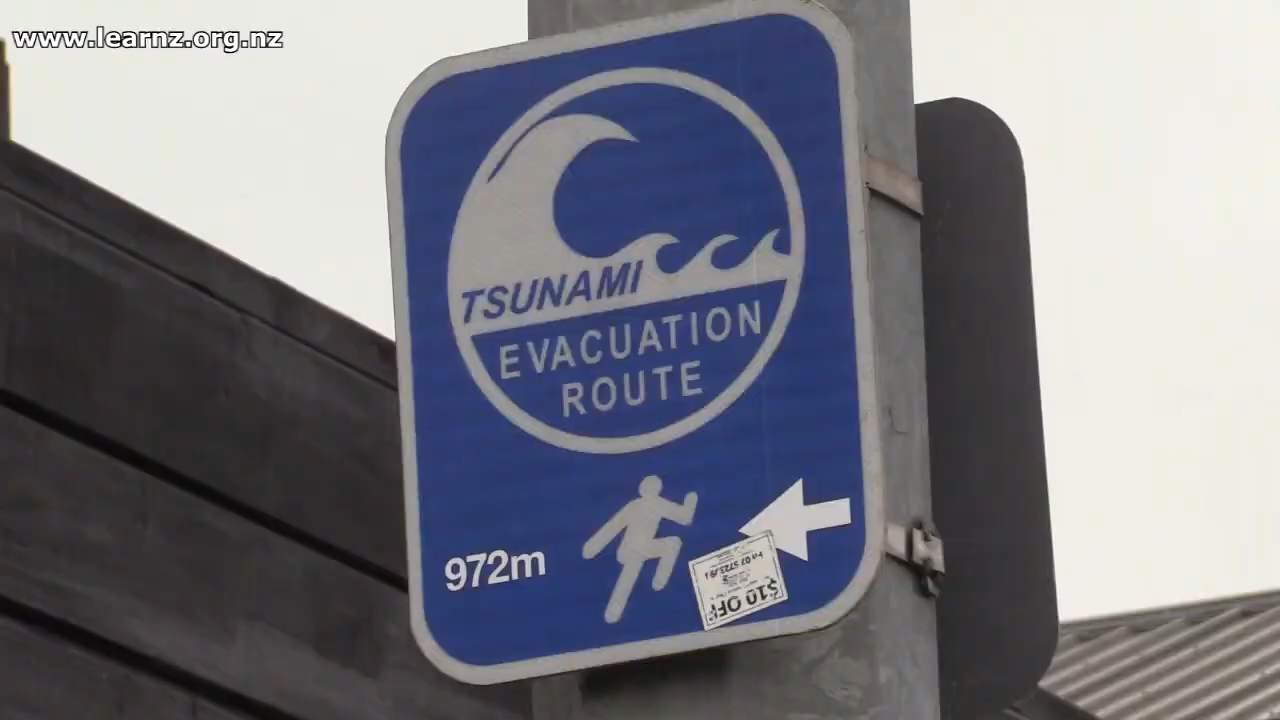 www.learnz.org.nz
TSUNAMI
EVACUATION
ROUTE
972m
$10 OFF